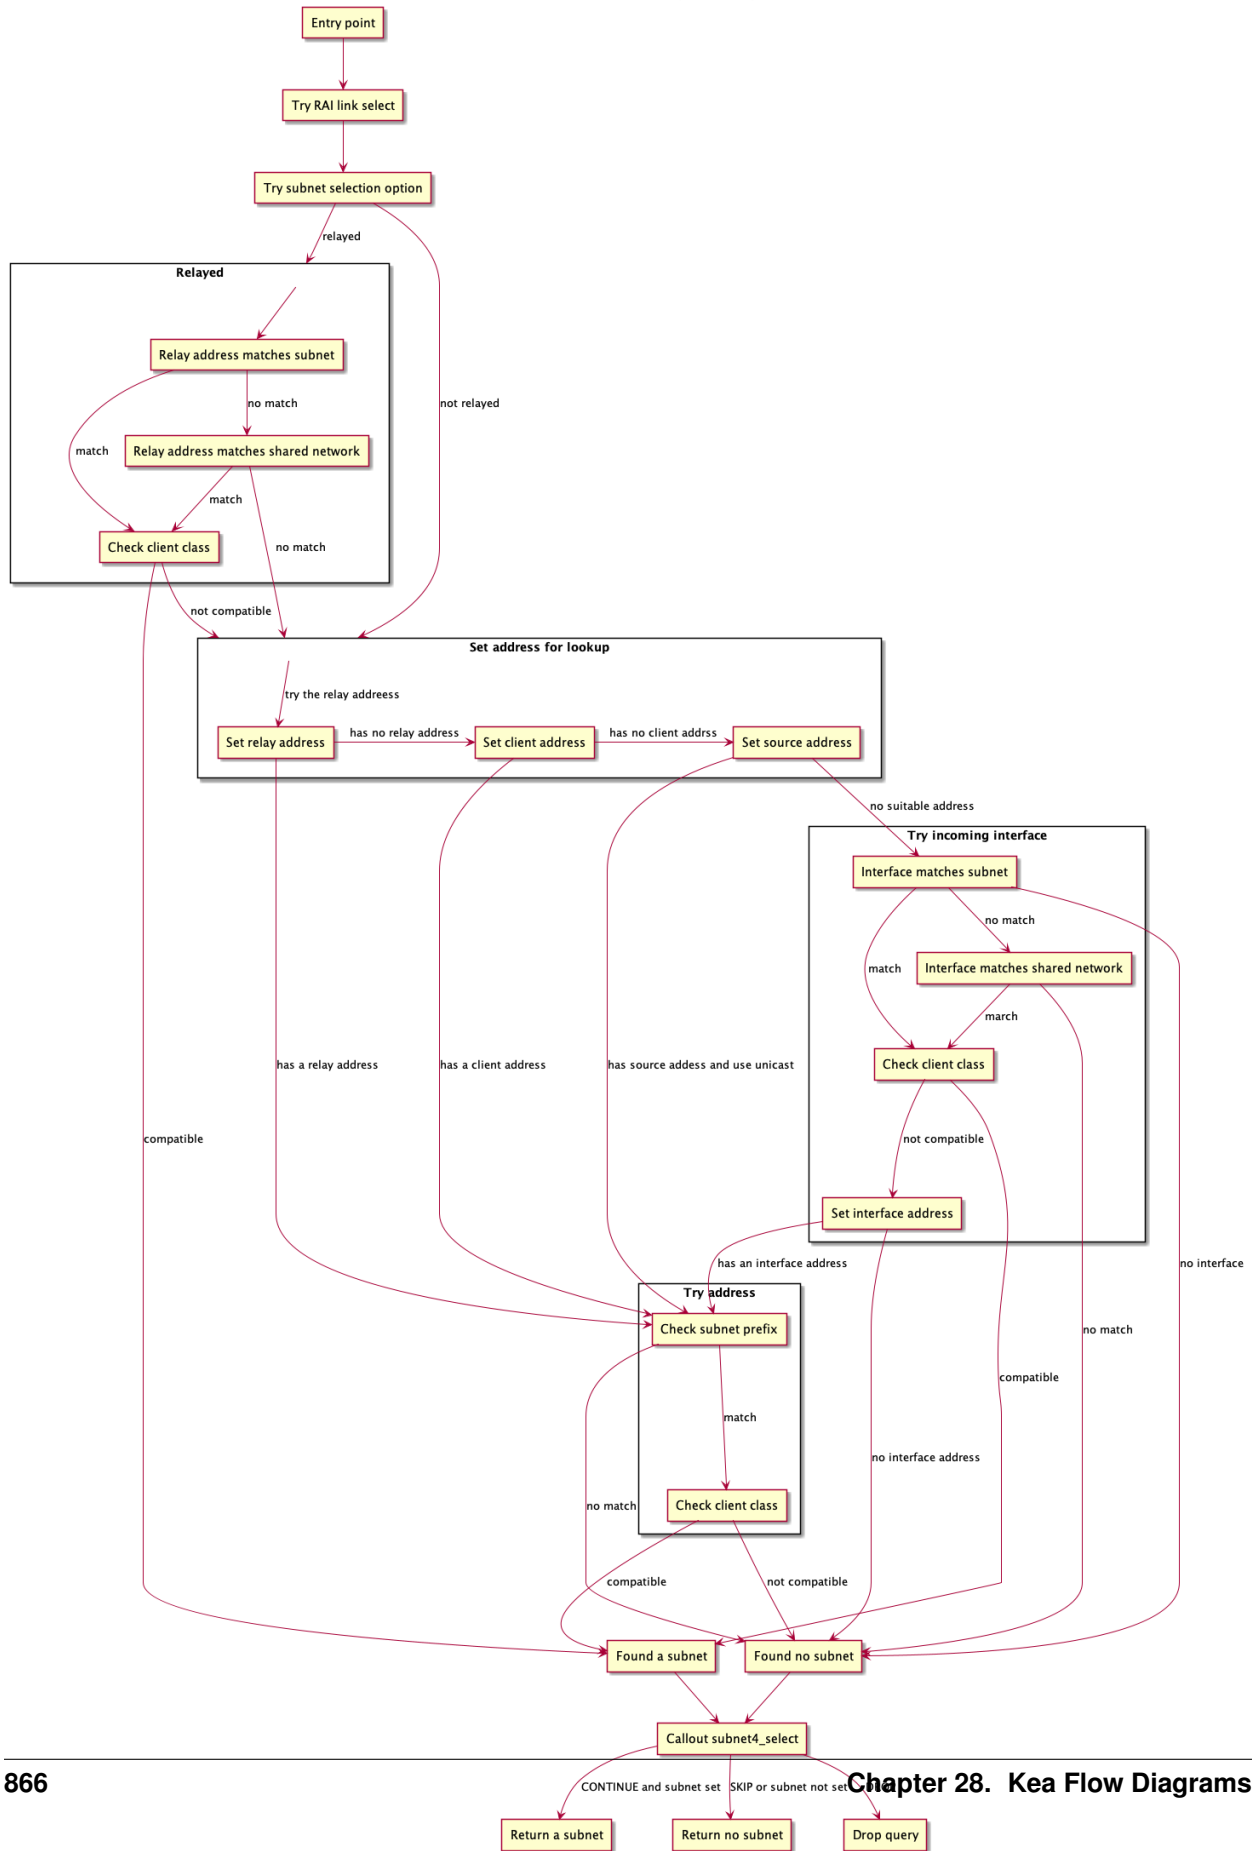 Entry point
Try RAI link select
Try subnet selection option
relayed
Relayed
Relay address matches subnet
no match
not relayed
match
Relay address matches shared network
match
Check client class
no match
not compatible
Set address for lookup
try the relay addreess
Set relay address
has no relay address
Set client address
has no client addrss
Set source address
no suitable address
Try incoming interface
Interface matches subnet
no match
match
Interface matches shared network
march
Check client class
has a relay address
has a client address
has source addess and use unicast
compatible
not compatible
Set interface address
has an interface address
no interface
Try address
Check subnet prefix
no match
compatible
match
no interface address
Check client class
no match
compatible
not compatible
Found a subnet
Found no subnet
Callout subnet4_select
866
Chapter 28. Kea Flow Diagrams
CONTINUE and subnet set
SKIP or subnet not set
Return a subnet
Return no subnet
Drop query